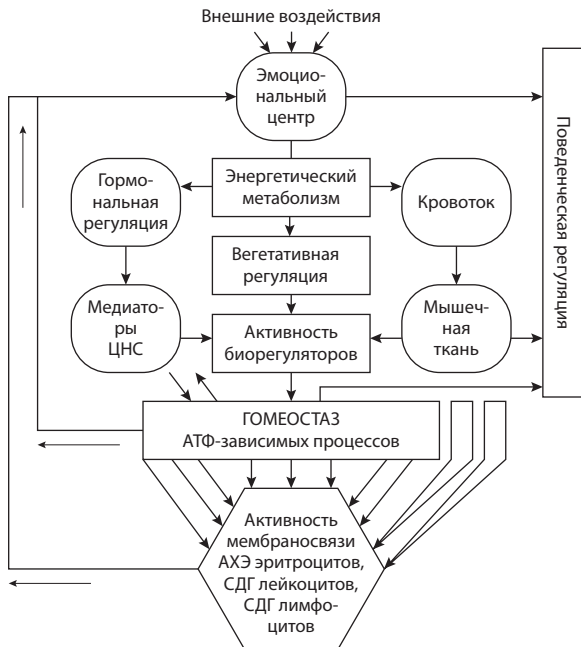 Внешние воздействия
Эмоцио-
нальный
центр
Поведенческая регуляция
Гормо-
нальная
регуляция
Энергетический
метаболизм
Кровоток
Вегетативная
регуляция
Медиато-
ры
ЦНС
Активность
биорегуляторов
Мышеч-
ная
ткань
ГОМЕОСТАЗ
АТФ-зависимых процессов
Активность
мембраносвязи
АХЭ эритроцитов,
СДГ лейкоцитов,
СДГ лимфо-
цитов